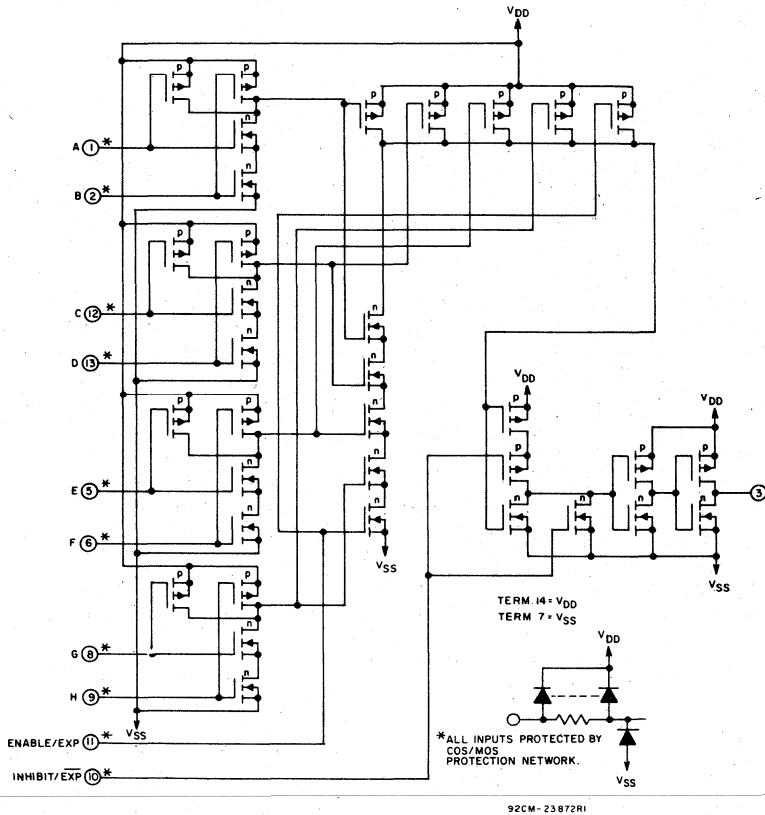 VDD
p p
A 1 *
n
B 2 *
n
p p p p p
p p
C 12 *
n
D 13 *
n
p p
E 5 *
n
F 6 *
n
p p
G 8 *
n
H 9 *
n
VSS
n
n
n
n
n
VSS
VDD
p
p
n
n
VDD
p p
n n
3
VSS
ENABLE/EXP 11 *
INHIBIT/EXP 10 *
TERM. 14 = VDD
TERM 7 = VSS
VDD
*ALL INPUTS PROTECTED BY
COS/MOS
PROTECTION NETWORK.
VSS
92CM-23872R1